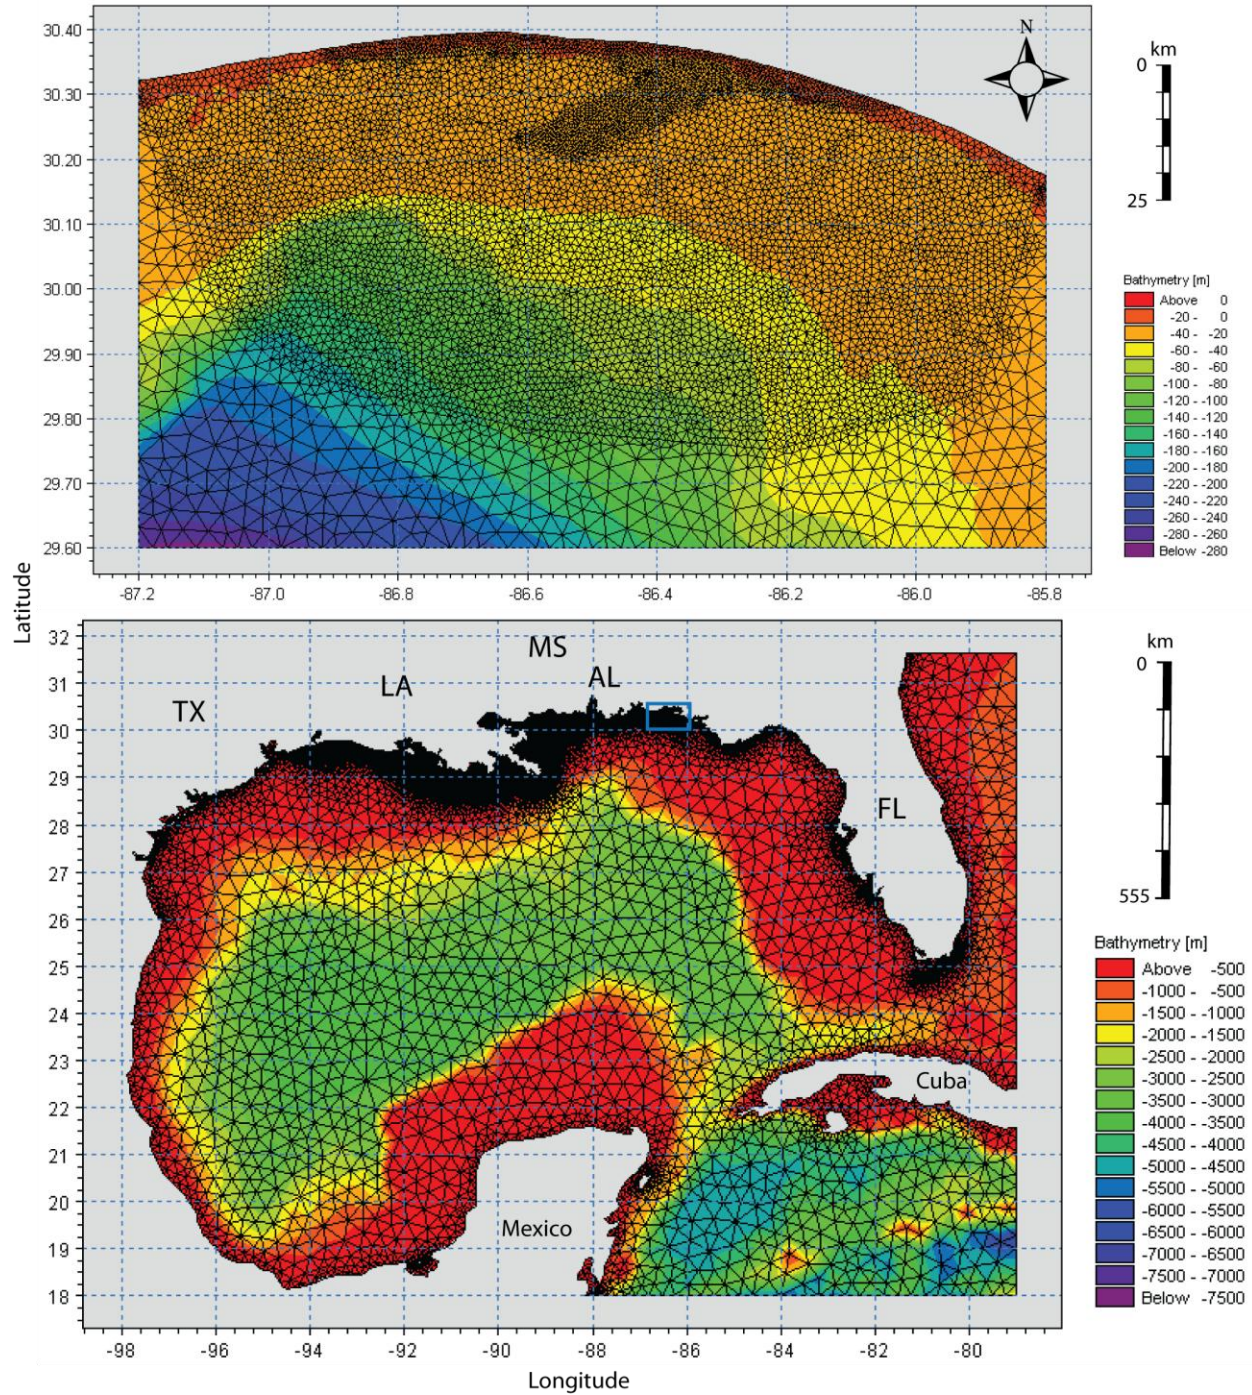 30.40
30.30
30.20
30.10
30.00
29.90
29.80
29.70
29.60
-87.2
-87.0
-86.8
-86.6
-86.4
-86.2
-86.0
-85.8
N
km
0
25
Bathymetry [m]
Above 0
-20 - 0
-40 - -20
-60 - -40
-80 - -60
-100 - -80
-120 - -100
-140 - -120
-160 - -140
-180 - -160
-200 - -180
-220 - -200
-240 - -220
-260 - -240
-280 - -260
Below -280
Latitude
32
31
30
29
28
27
26
25
24
23
22
21
20
19
18
TX
LA
MS
AL
FL
Cuba
Mexico
-98
-96
-94
-92
-90
-88
-86
-84
-82
-80
Longitude
km
0
555
Bathymetry [m]
Above -500
-1000 - -500
-1500 - -1000
-2000 - -1500
-2500 - -2000
-3000 - -2500
-3500 - -3000
-4000 - -3500
-4500 - -4000
-5000 - -4500
-5500 - -5000
-6000 - -5500
-6500 - -6000
-7000 - -6500
-7500 - -7000
Below -7500